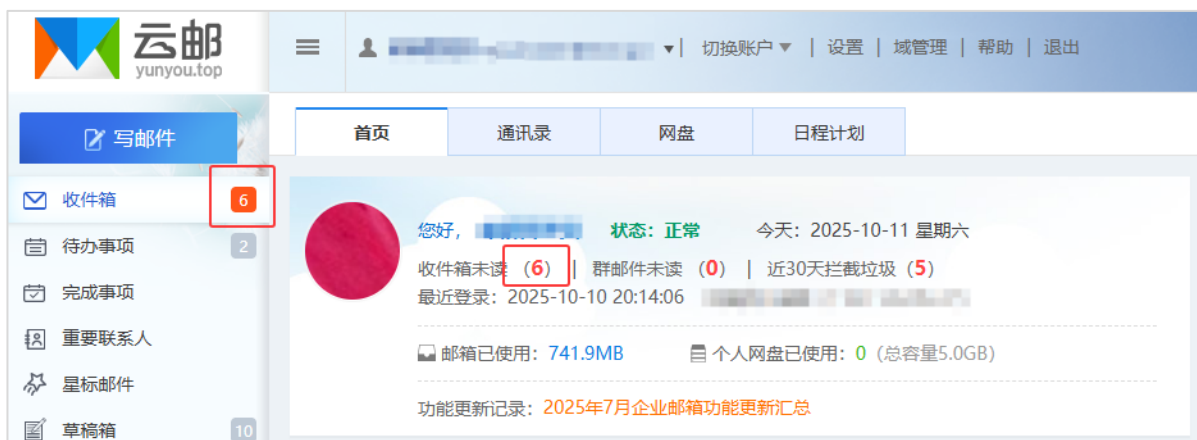 云邮
yunyou.top
切换账户 | 设置 | 域管理 | 帮助 | 退出
写邮件
首页 通讯录 网盘 日程计划
收件箱 6
待办事项 2
完成事项
重要联系人
星标邮件
草稿箱 10
您好, 状态：正常 今天：2025-10-11 星期六
收件箱未读（6） | 群邮件未读（0） | 近30天拦截垃圾（5）
最近登录：2025-10-10 20:14:06
邮箱已使用：741.9MB 个人网盘已使用：0（总容量5.0GB）
功能更新记录：2025年7月企业邮箱功能更新汇总